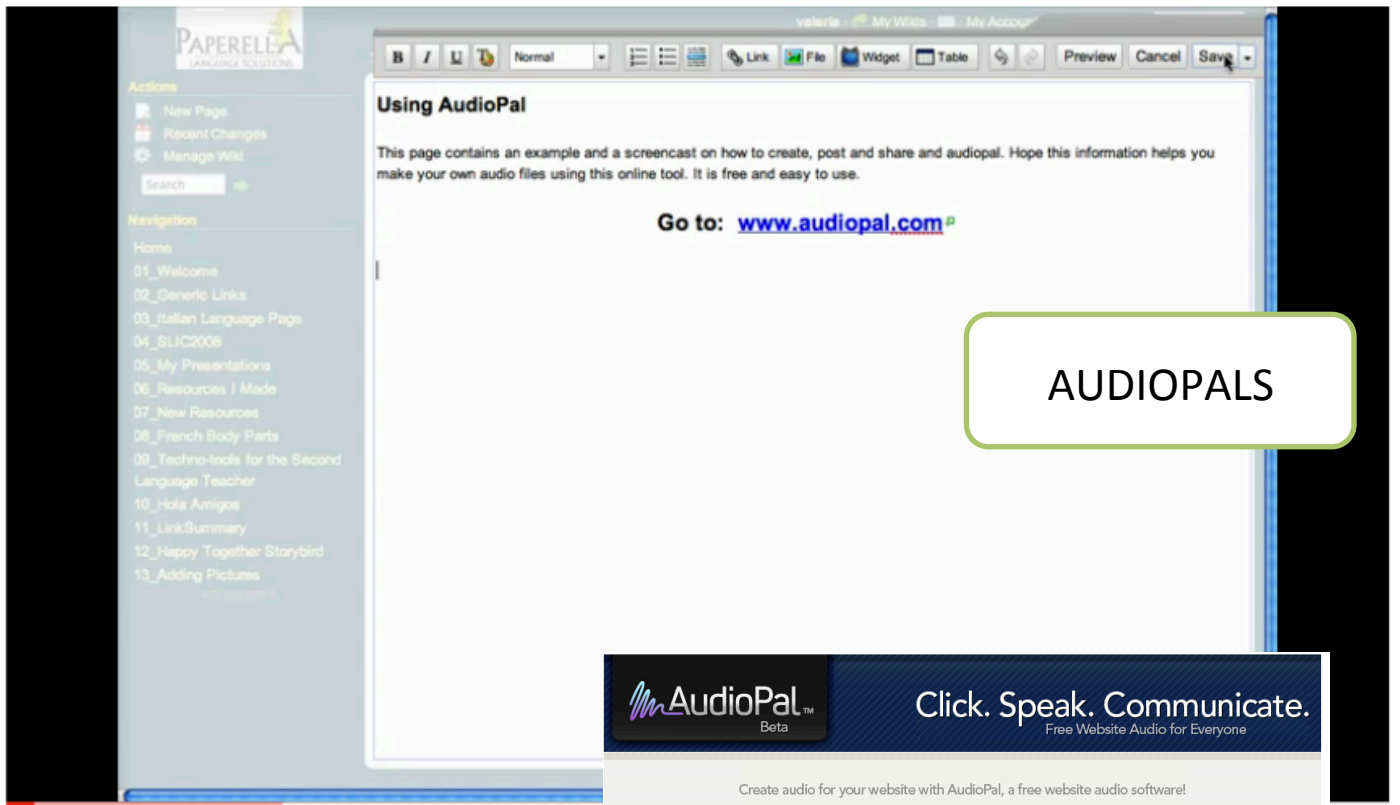 PAPERELLA
LANGUAGE SOLUTIONS
valeria My Wikis My Account
B I U Normal Link File Widget Table Preview Cancel Save
Actions
New Page
Recent Changes
Manage Wiki
Search
Navigation
Home
01_Welcome
02_Generic Links
03_Italian Language Page
04_SLIC2008
05_My Presentations
06_Resources I Made
07_New Resources
08_French Body Parts
09_Techno-tools for the Second
Language Teacher
10_Hola Amigos
11_LinkSummary
12_Happy Together Storybird
13_Adding Pictures
edit navigation
Using AudioPal
This page contains an example and a screencast on how to create, post and share and audiopal. Hope this information helps you
make your own audio files using this online tool. It is free and easy to use.
Go to: www.audiopal.com
AUDIOPALS
AudioPal™
Beta
Click. Speak. Communicate.
Free Website Audio for Everyone
Create audio for your website with AudioPal, a free website audio software!